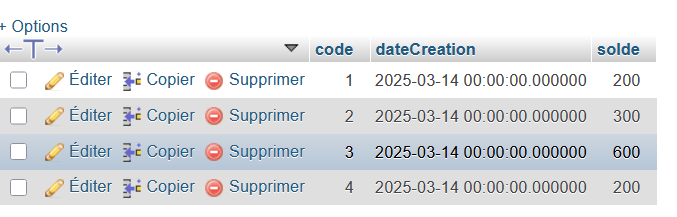 + Options
←T→ code dateCreation solde
Éditer Copier Supprimer 1 2025-03-14 00:00:00.000000 200
Éditer Copier Supprimer 2 2025-03-14 00:00:00.000000 300
Éditer Copier Supprimer 3 2025-03-14 00:00:00.000000 600
Éditer Copier Supprimer 4 2025-03-14 00:00:00.000000 200